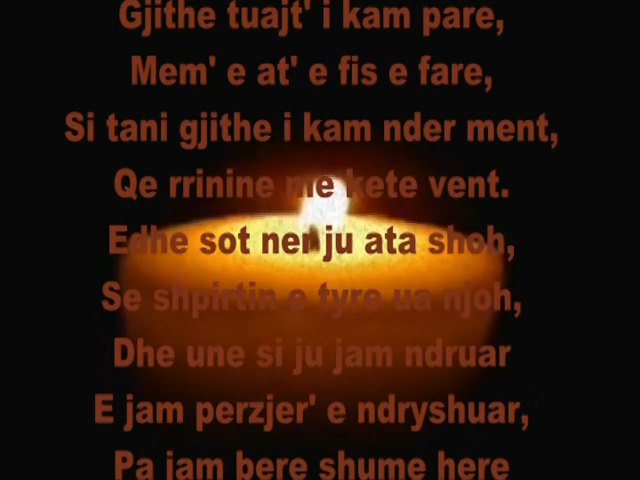 Gjithe tuajt' i kam pare,
Mem' e at' e fis e fare,
Si tani gjithe i kam nder ment,
Qe rrinine me kete vent.
Edhe sot ner ju ata shoh,
Se shpirtin e tyre ua njoh,
Dhe une si ju jam ndruar
E jam perzjer' e ndryshuar,
Pa jam bere shume here